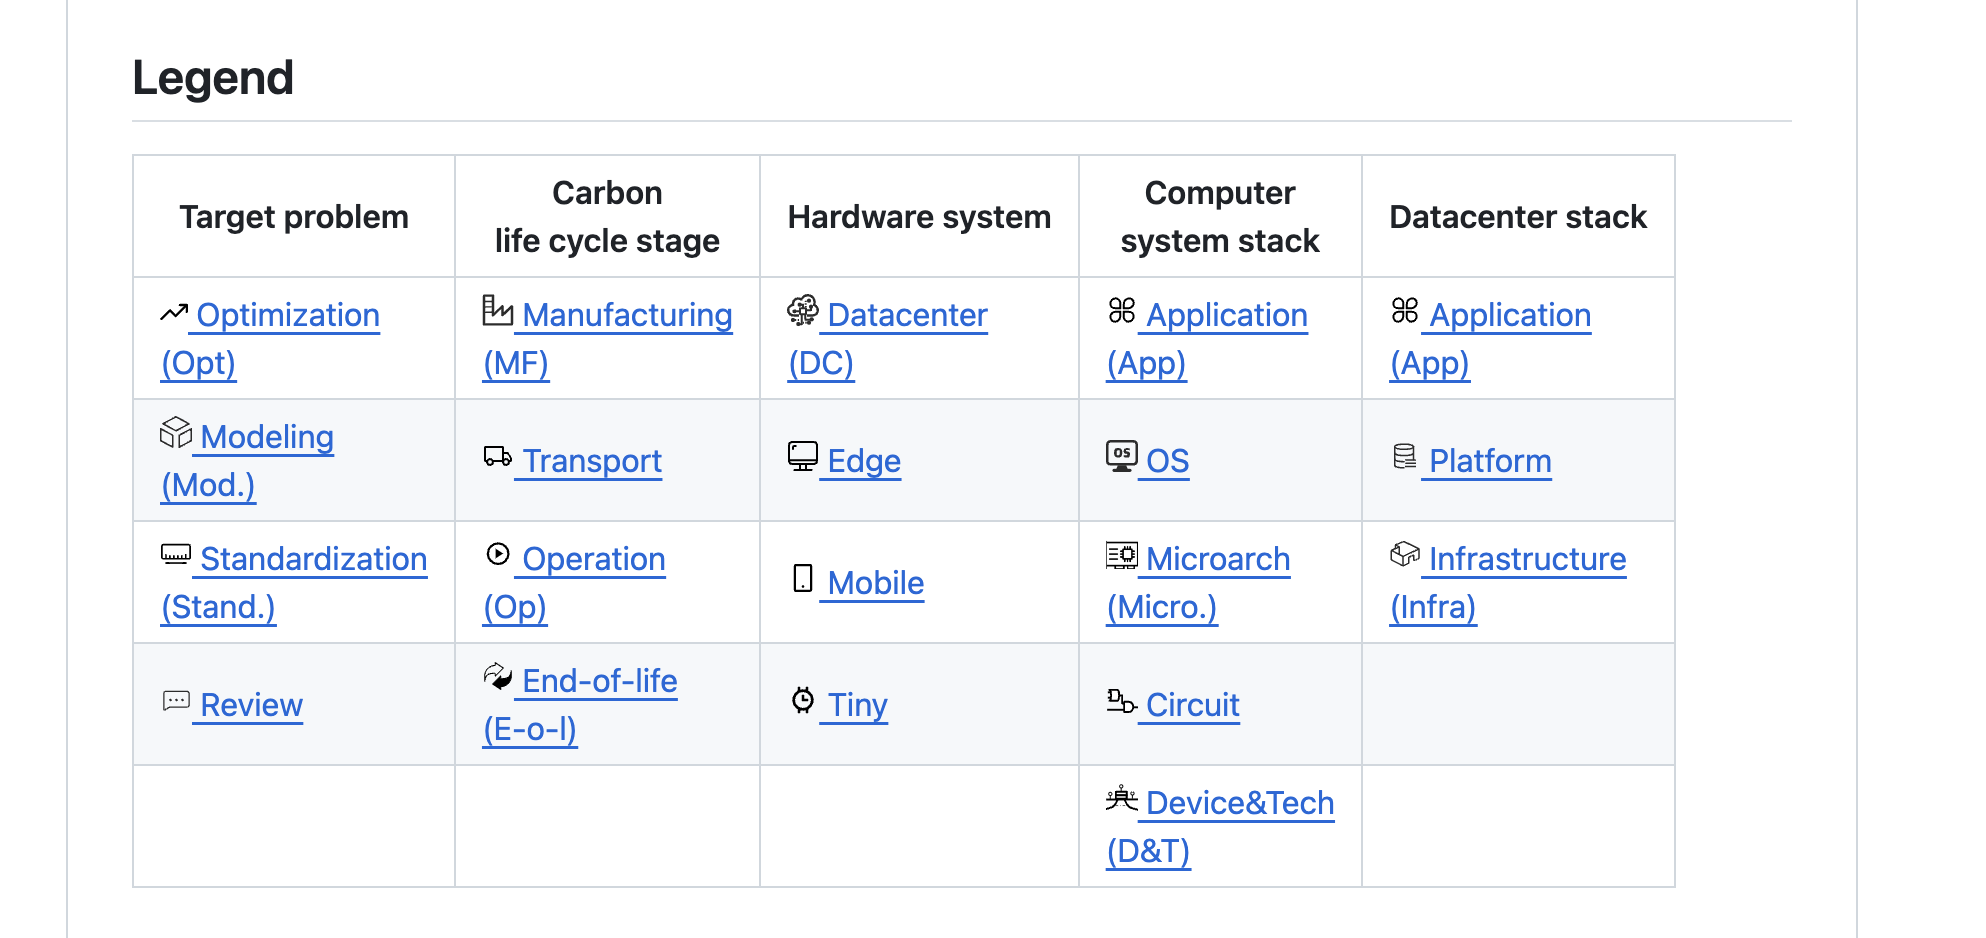 Legend
Target problem
Carbon
life cycle stage
Hardware system
Computer
system stack
Datacenter stack
Optimization
(Opt)
Manufacturing
(MF)
Datacenter
(DC)
Application
(App)
Application
(App)
Modeling
(Mod.)
Transport
Edge
OS
OS
Platform
Standardization
(Stand.)
Operation
(Op)
Mobile
Microarch
(Micro.)
Infrastructure
(Infra)
Review
End-of-life
(E-o-l)
Tiny
Circuit
Device&Tech
(D&T)